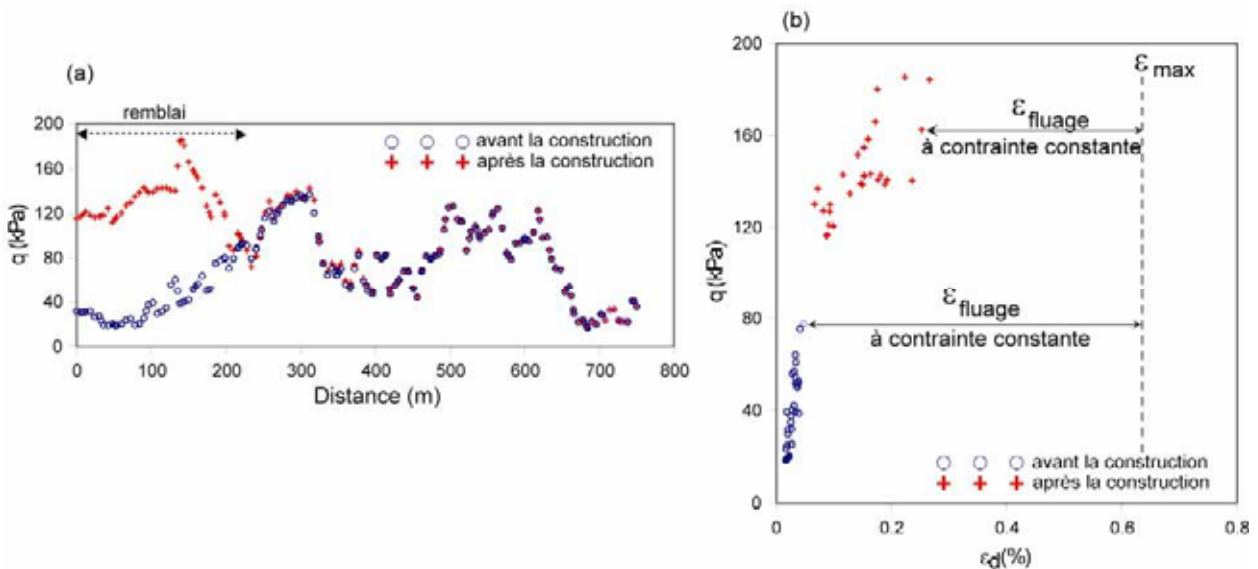 (a)
remblai
200
160
120
80
40
0
q (kPa)
avant la construction
après la construction
0 100 200 300 400 500 600 700 800
Distance (m)
(b)
200
160
120
80
40
0
q (kPa)
ε max
ε fluage
à contrainte constante
ε fluage
à contrainte constante
avant la construction
après la construction
0 0.2 0.4 0.6 0.8
εd(%)